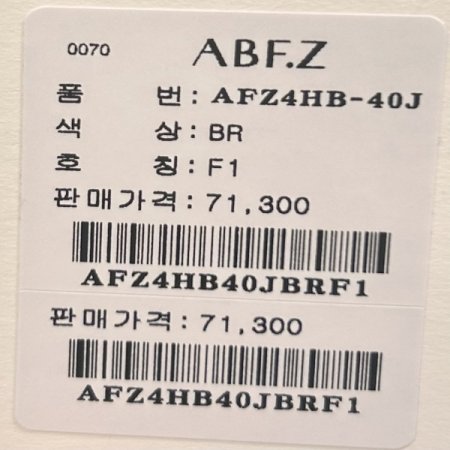 0070 ABF.Z
품 번 : AFZ4HB-40J
색 상 : BR
호 칭 : F1
판매가격 : 71,300
AFZ4HB40JBRF1
판매가격 : 71,300
AFZ4HB40JBRF1